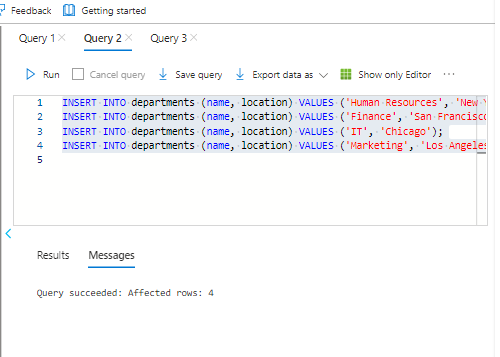 Feedback Getting started
Query 1 Query 2 Query 3
Run Cancel query Save query Export data as Show only Editor ...
1 INSERT INTO departments (name, location) VALUES ('Human Resources', 'New
2 INSERT INTO departments (name, location) VALUES ('Finance', 'San Francisco
3 INSERT INTO departments (name, location) VALUES ('IT', 'Chicago');
4 INSERT INTO departments (name, location) VALUES ('Marketing', 'Los Angeles
5
Results Messages
Query succeeded: Affected rows: 4